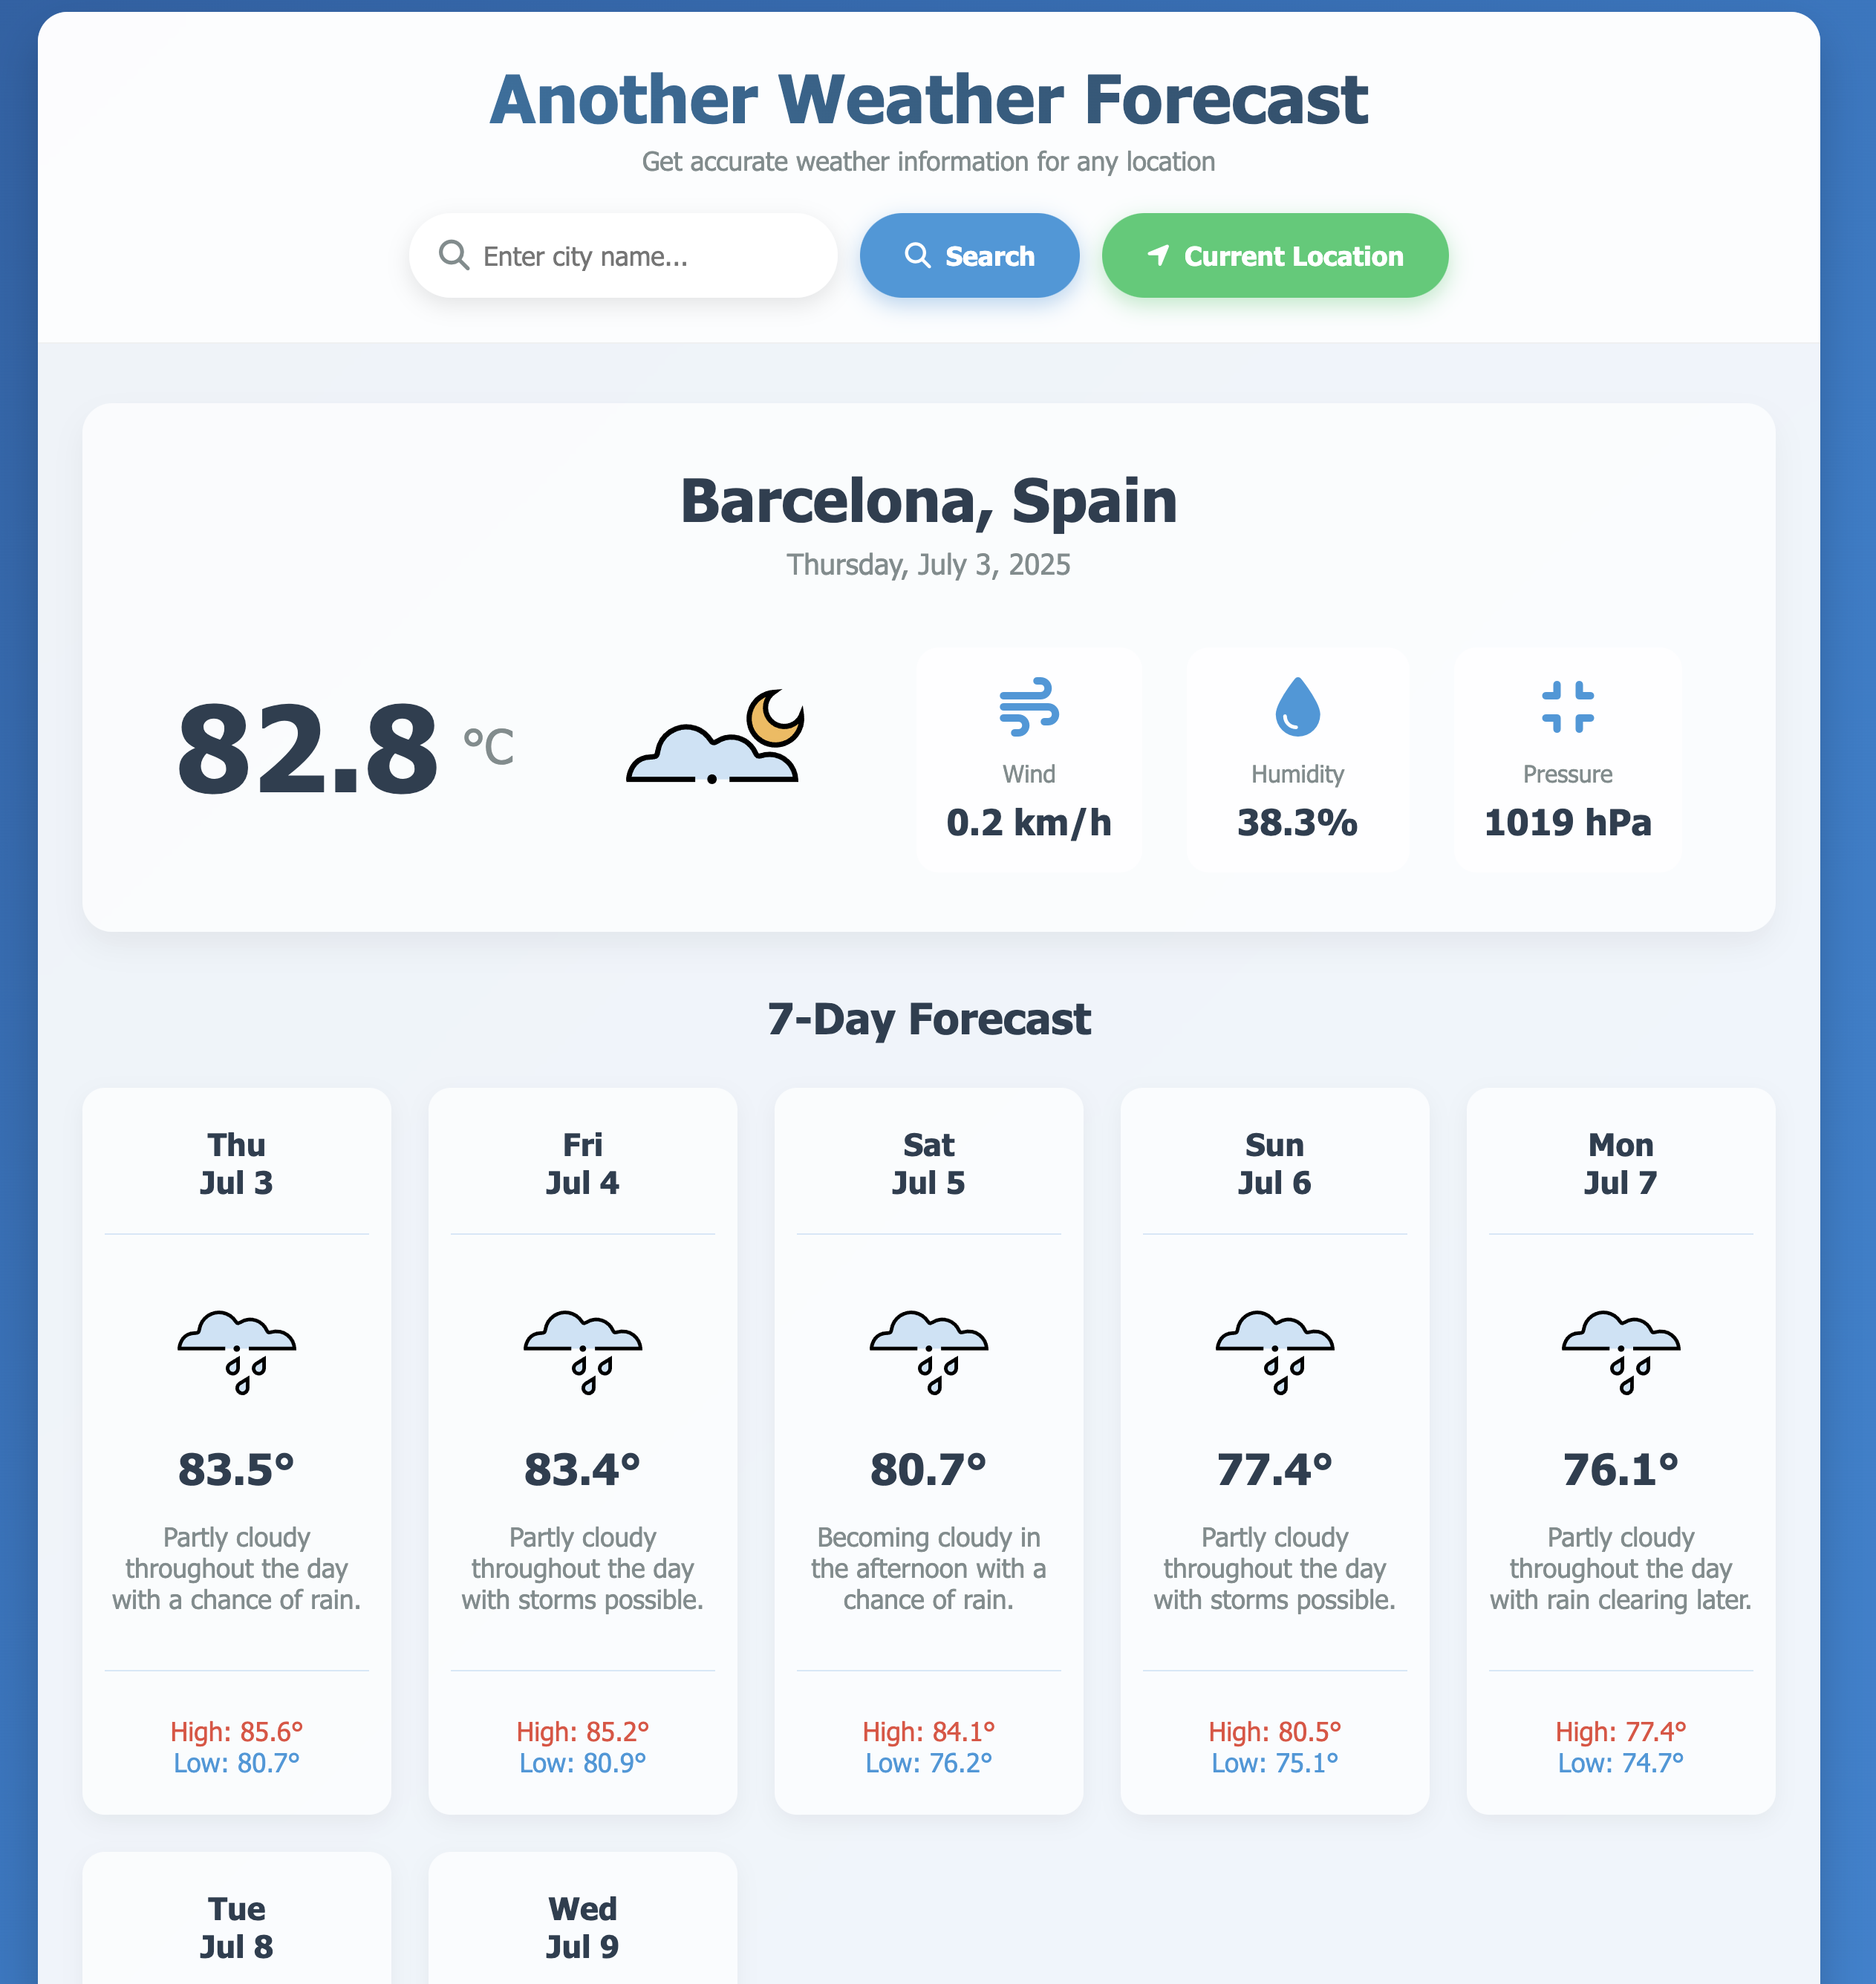 Another Weather Forecast
Get accurate weather information for any location
Enter city name...
Search
Current Location
Barcelona, Spain
Thursday, July 3, 2025
82.8 °C
Wind
0.2 km/h
Humidity
38.3%
Pressure
1019 hPa
7-Day Forecast
Thu
Jul 3
83.5°
Partly cloudy
throughout the day
with a chance of rain.
High: 85.6°
Low: 80.7°
Fri
Jul 4
83.4°
Partly cloudy
throughout the day
with storms possible.
High: 85.2°
Low: 80.9°
Sat
Jul 5
80.7°
Becoming cloudy in
the afternoon with a
chance of rain.
High: 84.1°
Low: 76.2°
Sun
Jul 6
77.4°
Partly cloudy
throughout the day
with storms possible.
High: 80.5°
Low: 75.1°
Mon
Jul 7
76.1°
Partly cloudy
throughout the day
with rain clearing later.
High: 77.4°
Low: 74.7°
Tue
Jul 8
Wed
Jul 9